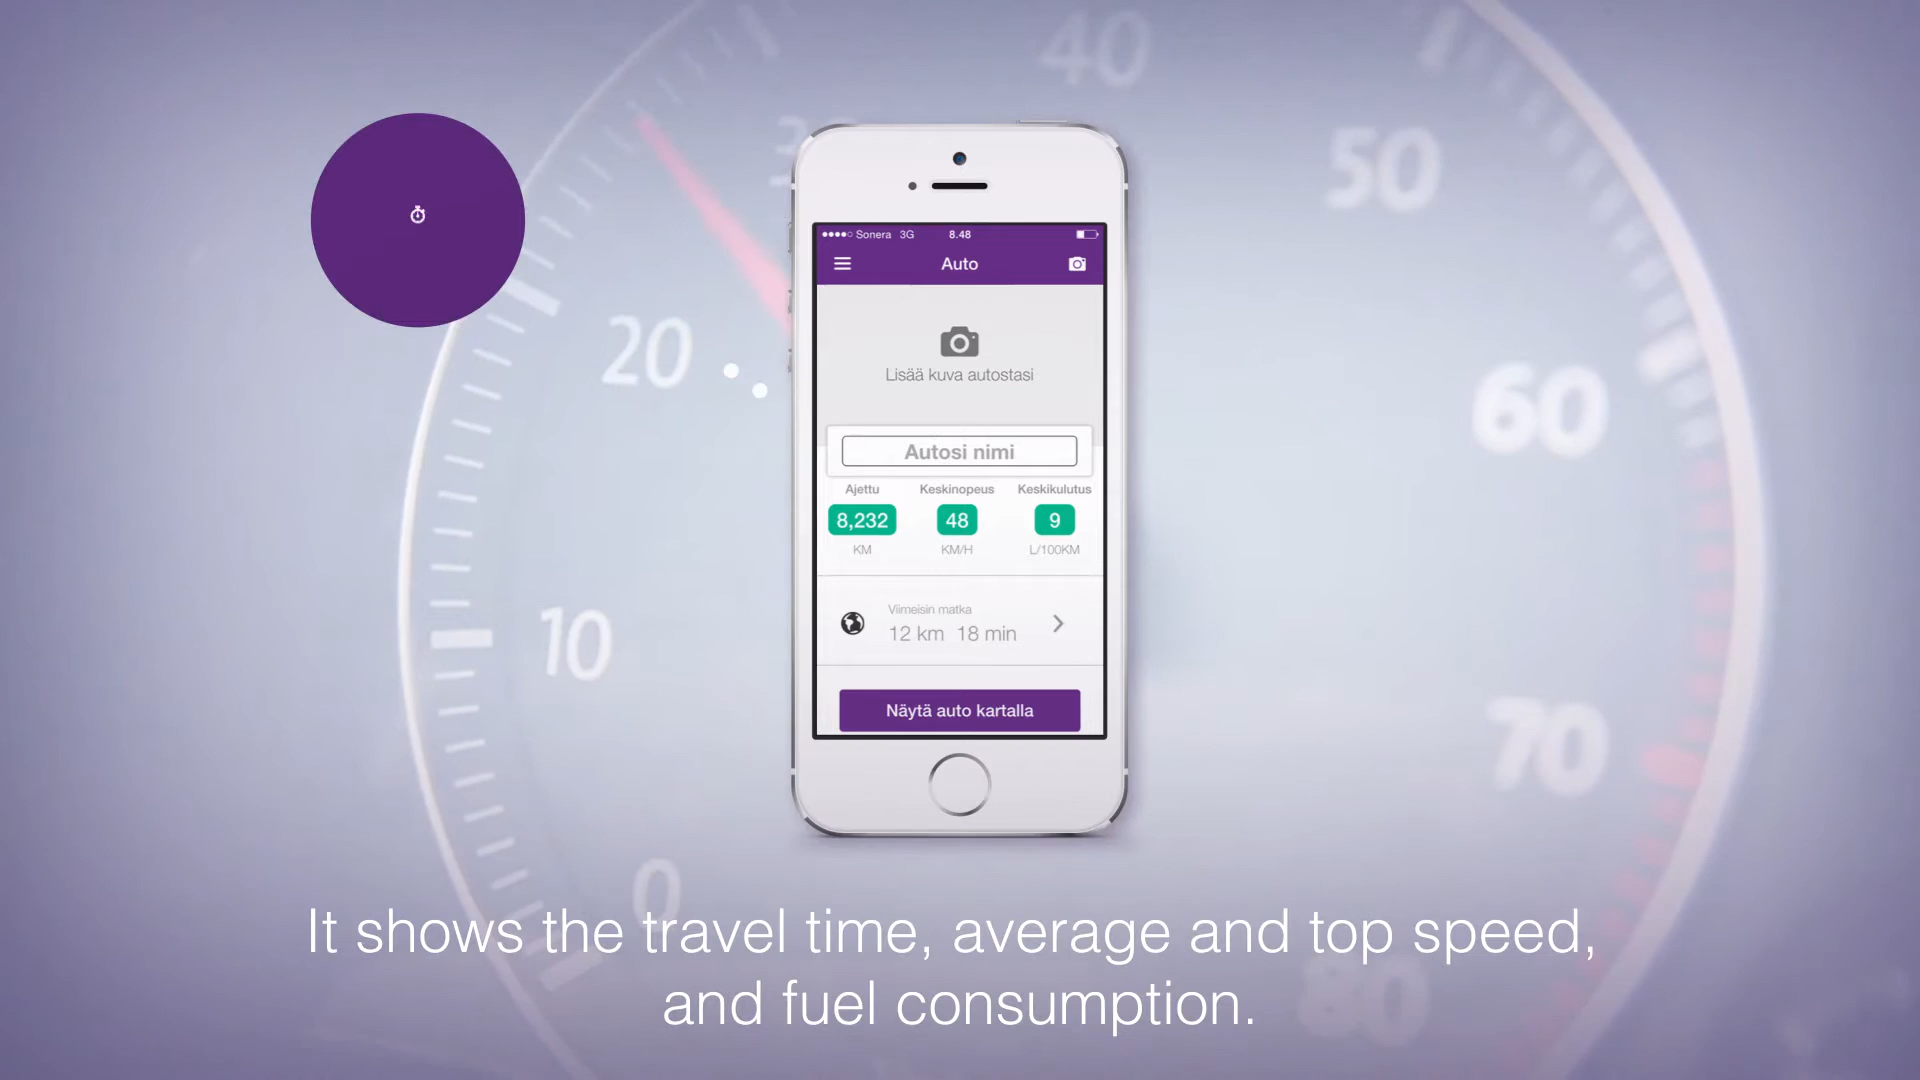 40
50
20
60
10
70
0
80
Sonera 3G 8.48
Auto
Lisää kuva autostasi
Autosi nimi
Ajettu Keskinopeus Keskikulutus
8,232 48 9
KM KM/H L/100KM
Viimeisin matka
12 km 18 min
Näytä auto kartalla
It shows the travel time, average and top speed,
and fuel consumption.